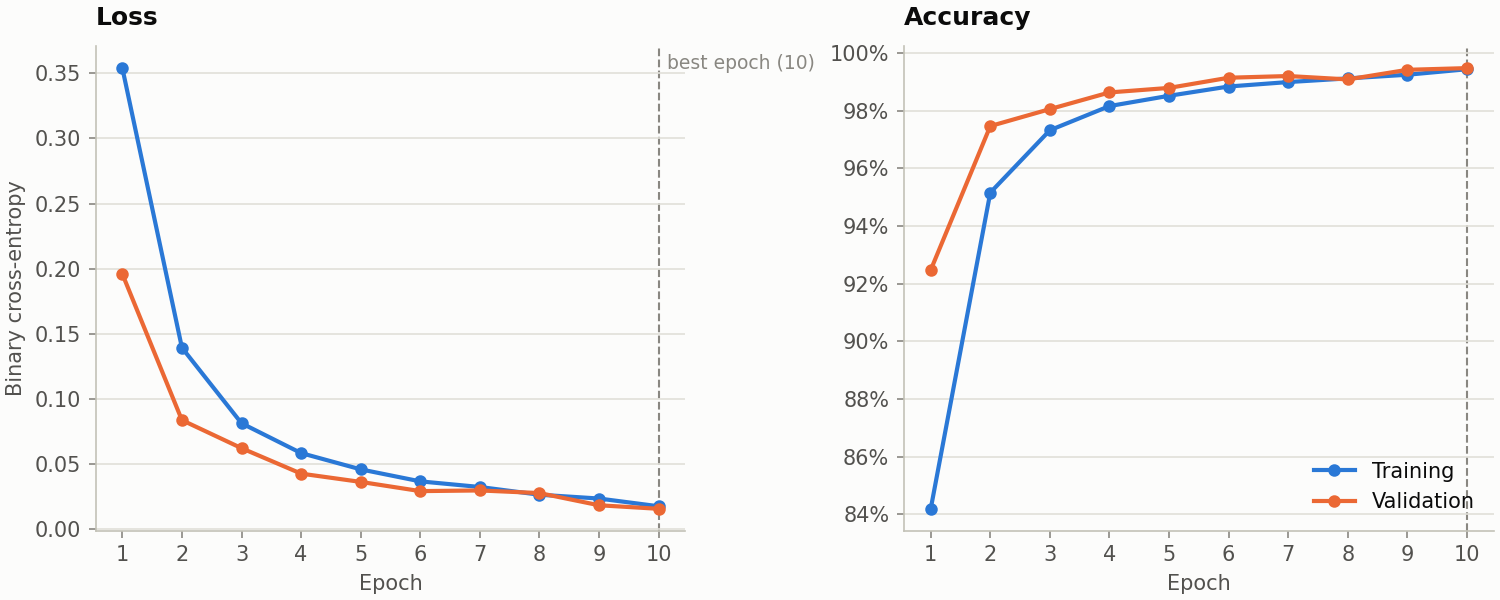 Loss
Binary cross-entropy
0.35
0.30
0.25
0.20
0.15
0.10
0.05
0.00
best epoch (10)
1 2 3 4 5 6 7 8 9 10
Epoch
Accuracy
100%
98%
96%
94%
92%
90%
88%
86%
84%
Training
Validation
1 2 3 4 5 6 7 8 9 10
Epoch